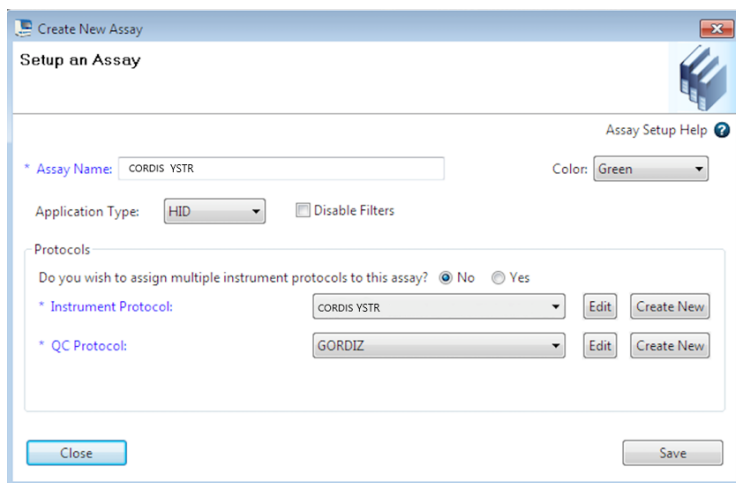 Create New Assay
Setup an Assay
Assay Setup Help ?
* Assay Name: CORDIS YSTR Color: Green
Application Type: HID Disable Filters
Protocols
Do you wish to assign multiple instrument protocols to this assay? No Yes
* Instrument Protocol: CORDIS YSTR Edit Create New
* QC Protocol: GORDIZ Edit Create New
Close Save